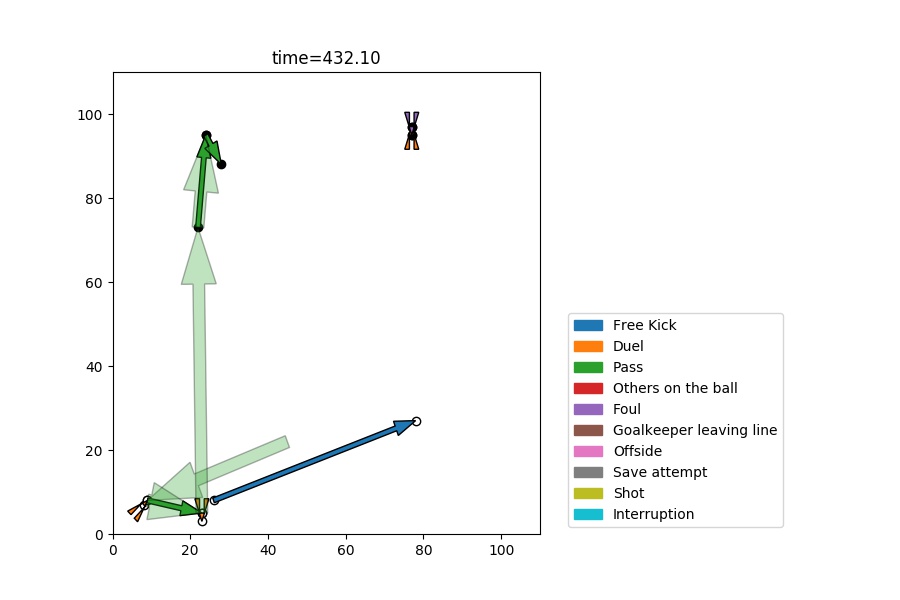 time=432.10
100
80
60
40
20
0
0
20
40
60
80
100
Free Kick
Duel
Pass
Others on the ball
Foul
Goalkeeper leaving line
Offside
Save attempt
Shot
Interruption